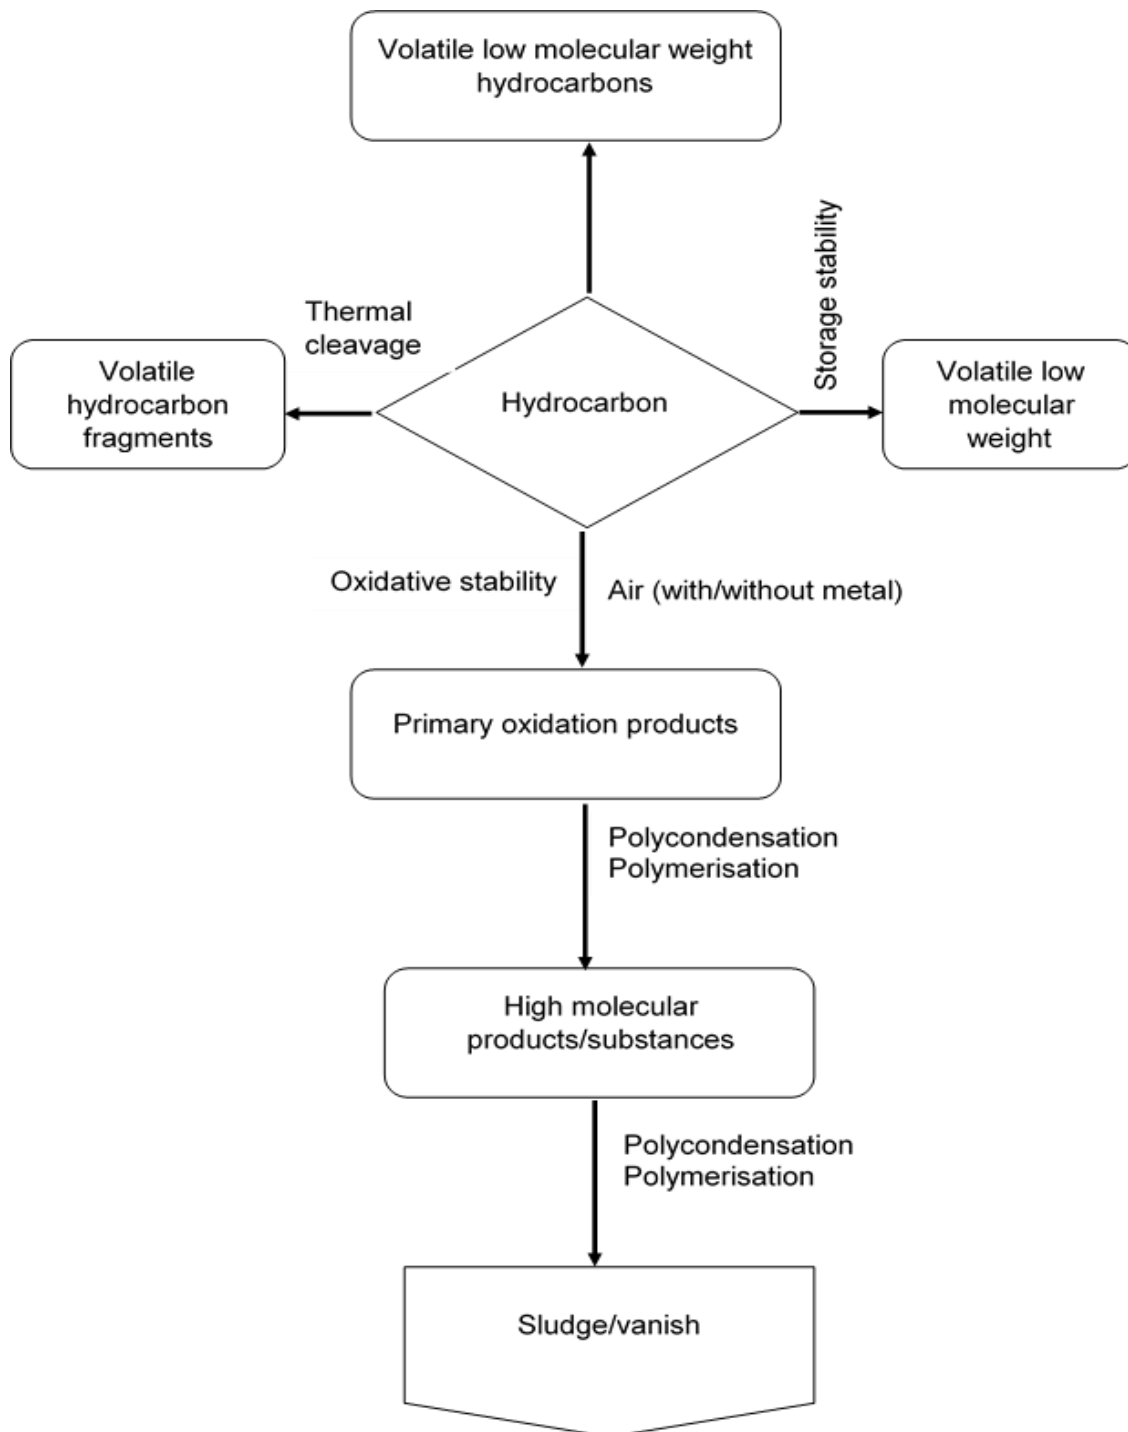 Volatile low molecular weight
hydrocarbons
Storage stability
Thermal
cleavage
Volatile
hydrocarbon
fragments
Hydrocarbon
Volatile low
molecular
weight
Oxidative stability
Air (with/without metal)
Primary oxidation products
Polycondensation
Polymerisation
High molecular
products/substances
Polycondensation
Polymerisation
Sludge/vanish